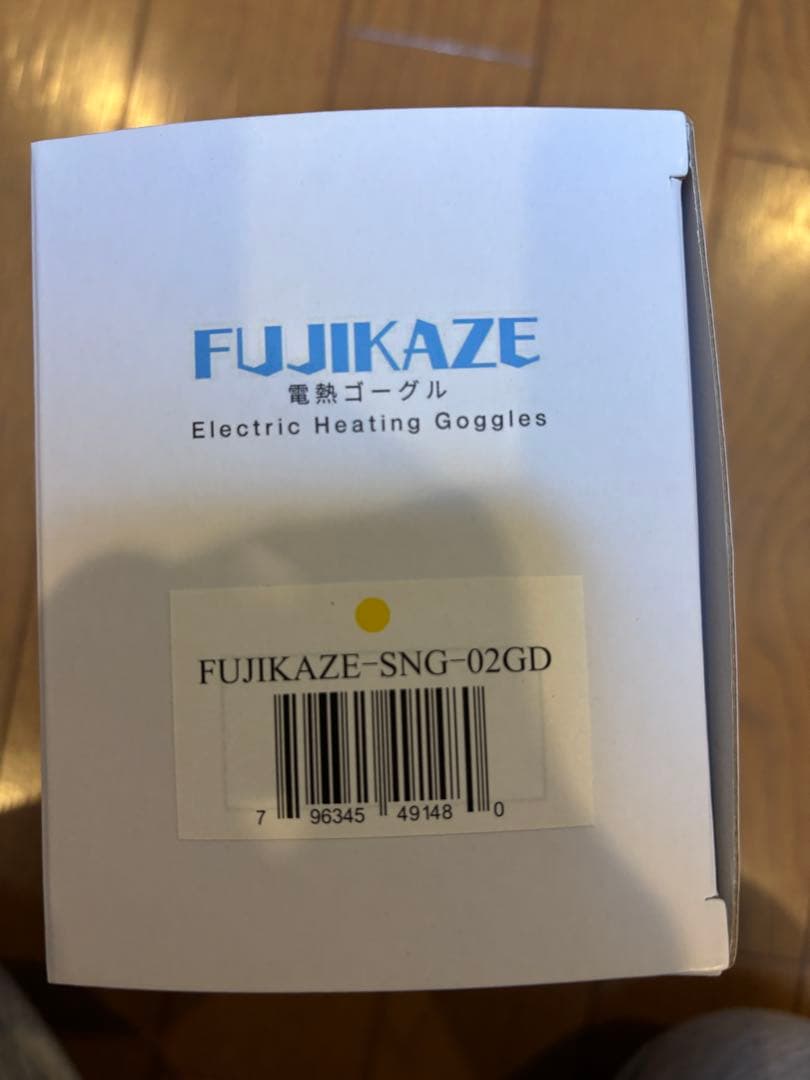 FUJIKAZE
電熱ゴーグル
Electric Heating Goggles
FUJIKAZE-SNG-02GD
7 96345 49148 0